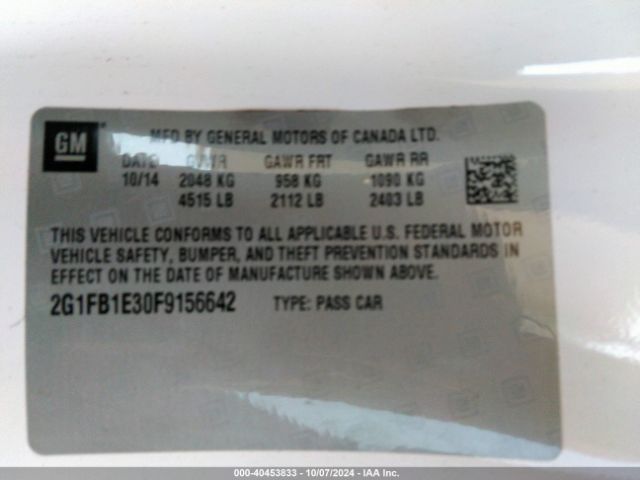 GM
MFD BY GENERAL MOTORS OF CANADA LTD.
DATE GVWR GAWR FRT GAWR RR
10/14 2048 KG 958 KG 1090 KG
4515 LB 2112 LB 2403 LB
THIS VEHICLE CONFORMS TO ALL APPLICABLE U.S. FEDERAL MOTOR
VEHICLE SAFETY, BUMPER, AND THEFT PREVENTION STANDARDS IN
EFFECT ON THE DATE OF MANUFACTURE SHOWN ABOVE.
2G1FB1E30F9156642 TYPE: PASS CAR
000-40453833 - 10/07/2024 - IAA Inc.